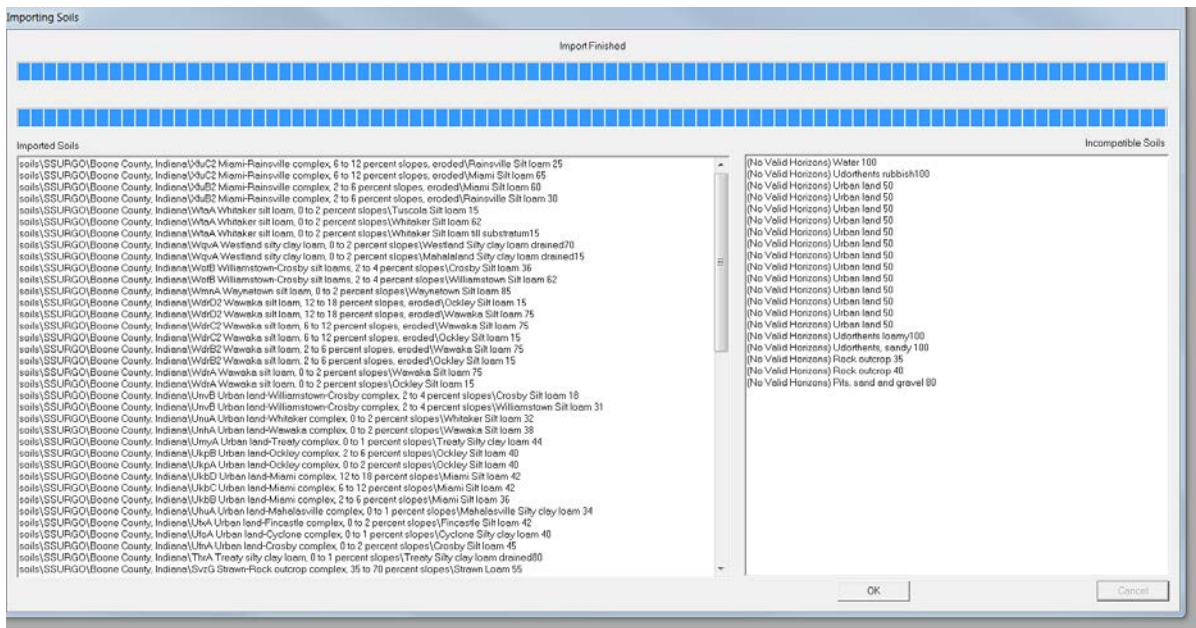 Importing Soils
Import Finished
Imported Soils
Incompatible Soils
soils\SSURGO\Boone County, Indiana\XfuC2 Miami-Rainsville complex, 6 to 12 percent slopes, eroded\Rainsville Silt loam 25
soils\SSURGO\Boone County, Indiana\XfuC2 Miami-Rainsville complex, 6 to 12 percent slopes, eroded\Miami Silt loam 65
soils\SSURGO\Boone County, Indiana\XfuB2 Miami-Rainsville complex, 2 to 6 percent slopes, eroded\Miami Silt loam 60
soils\SSURGO\Boone County, Indiana\XfuB2 Miami-Rainsville complex, 2 to 6 percent slopes, eroded\Rainsville Silt loam 30
soils\SSURGO\Boone County, Indiana\WtaA Whitaker silt loam, 0 to 2 percent slopes\Tuscola Silt loam 15
soils\SSURGO\Boone County, Indiana\WtaA Whitaker silt loam, 0 to 2 percent slopes\Whitaker Silt loam 62
soils\SSURGO\Boone County, Indiana\WtaA Whitaker silt loam, 0 to 2 percent slopes\Whitaker Silt loam till substratum15
soils\SSURGO\Boone County, Indiana\WqvA Westland silty clay loam, 0 to 2 percent slopes\Westland Silty clay loam drained70
soils\SSURGO\Boone County, Indiana\WqvA Westland silty clay loam, 0 to 2 percent slopes\Mahalaland Silty clay loam drained15
soils\SSURGO\Boone County, Indiana\WofB Williamstown-Crosby silt loams, 2 to 4 percent slopes\Crosby Silt loam 36
soils\SSURGO\Boone County, Indiana\WofB Williamstown-Crosby silt loams, 2 to 4 percent slopes\Williamstown Silt loam 62
soils\SSURGO\Boone County, Indiana\WmnA Waynetown silt loam, 0 to 2 percent slopes\Waynetown Silt loam 85
soils\SSURGO\Boone County, Indiana\WdrD2 Wawaka silt loam, 12 to 18 percent slopes, eroded\Ockley Silt loam 15
soils\SSURGO\Boone County, Indiana\WdrD2 Wawaka silt loam, 12 to 18 percent slopes, eroded\Wawaka Silt loam 75
soils\SSURGO\Boone County, Indiana\WdrC2 Wawaka silt loam, 6 to 12 percent slopes, eroded\Wawaka Silt loam 75
soils\SSURGO\Boone County, Indiana\WdrC2 Wawaka silt loam, 6 to 12 percent slopes, eroded\Ockley Silt loam 15
soils\SSURGO\Boone County, Indiana\WdrB2 Wawaka silt loam, 2 to 6 percent slopes, eroded\Wawaka Silt loam 75
soils\SSURGO\Boone County, Indiana\WdrB2 Wawaka silt loam, 2 to 6 percent slopes, eroded\Ockley Silt loam 15
soils\SSURGO\Boone County, Indiana\WdrA Wawaka silt loam, 0 to 2 percent slopes\Wawaka Silt loam 75
soils\SSURGO\Boone County, Indiana\WdrA Wawaka silt loam, 0 to 2 percent slopes\Ockley Silt loam 15
soils\SSURGO\Boone County, Indiana\UnvB Urban land-Williamstown-Crosby complex, 2 to 4 percent slopes\Crosby Silt loam 18
soils\SSURGO\Boone County, Indiana\UnvB Urban land-Williamstown-Crosby complex, 2 to 4 percent slopes\Williamstown Silt loam 31
soils\SSURGO\Boone County, Indiana\UnuA Urban land-Whitaker complex, 0 to 2 percent slopes\Whitaker Silt loam 32
soils\SSURGO\Boone County, Indiana\UnhA Urban land-Wawaka complex, 0 to 2 percent slopes\Wawaka Silt loam 38
soils\SSURGO\Boone County, Indiana\UmyA Urban land-Treaty complex, 0 to 1 percent slopes\Treaty Silty clay loam 44
soils\SSURGO\Boone County, Indiana\UkpB Urban land-Ockley complex, 2 to 6 percent slopes\Ockley Silt loam 40
soils\SSURGO\Boone County, Indiana\UkpA Urban land-Ockley complex, 0 to 2 percent slopes\Ockley Silt loam 40
soils\SSURGO\Boone County, Indiana\UkbD Urban land-Miami complex, 12 to 18 percent slopes\Miami Silt loam 42
soils\SSURGO\Boone County, Indiana\UkbC Urban land-Miami complex, 6 to 12 percent slopes\Miami Silt loam 42
soils\SSURGO\Boone County, Indiana\UkbB Urban land-Miami complex, 2 to 6 percent slopes\Miami Silt loam 36
soils\SSURGO\Boone County, Indiana\UhuA Urban land-Mahalasville complex, 0 to 1 percent slopes\Mahalasville Silty clay loam 34
soils\SSURGO\Boone County, Indiana\UfxA Urban land-Fincastle complex, 0 to 2 percent slopes\Fincastle Silt loam 42
soils\SSURGO\Boone County, Indiana\UfoA Urban land-Cyclone complex, 0 to 1 percent slopes\Cyclone Silty clay loam 40
soils\SSURGO\Boone County, Indiana\UfnA Urban land-Crosby complex, 0 to 2 percent slopes\Crosby Silt loam 45
soils\SSURGO\Boone County, Indiana\ThrA Treaty silty clay loam, 0 to 1 percent slopes\Treaty Silty clay loam drained80
soils\SSURGO\Boone County, Indiana\SvzG Strawn-Rock outcrop complex, 35 to 70 percent slopes\Strawn Loam 55
(No Valid Horizons) Water 100
(No Valid Horizons) Udorthents rubbish100
(No Valid Horizons) Urban land 50
(No Valid Horizons) Urban land 50
(No Valid Horizons) Urban land 50
(No Valid Horizons) Urban land 50
(No Valid Horizons) Urban land 50
(No Valid Horizons) Urban land 50
(No Valid Horizons) Urban land 50
(No Valid Horizons) Urban land 50
(No Valid Horizons) Urban land 50
(No Valid Horizons) Urban land 50
(No Valid Horizons) Urban land 50
(No Valid Horizons) Urban land 50
(No Valid Horizons) Urban land 50
(No Valid Horizons) Udorthents loamy100
(No Valid Horizons) Udorthents, sandy 100
(No Valid Horizons) Rock outcrop 35
(No Valid Horizons) Rock outcrop 40
(No Valid Horizons) Pits, sand and gravel 80
OK
Cancel